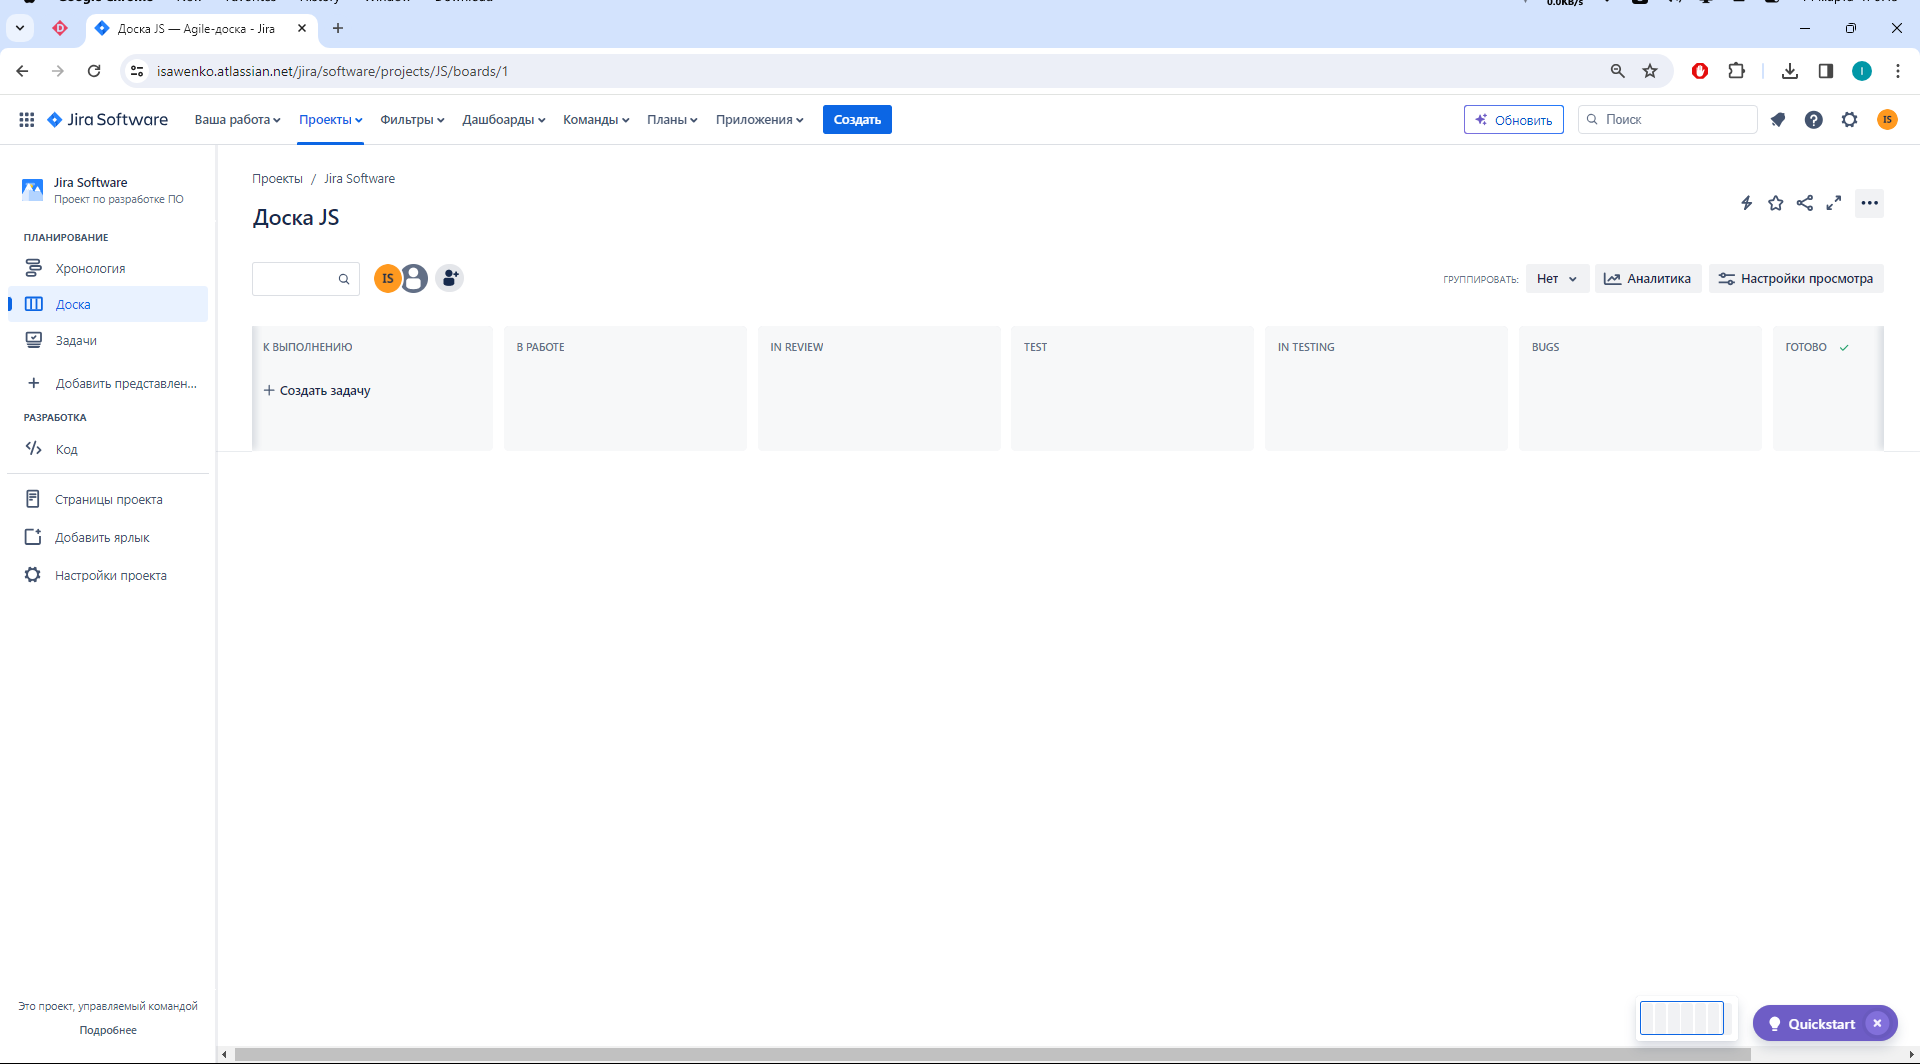 0.0KB/s
Доска JS — Agile-доска - Jira
isawenko.atlassian.net/jira/software/projects/JS/boards/1
Jira Software
Ваша работа
Проекты
Фильтры
Дашборды
Команды
Планы
Приложения
Создать
Обновить
Поиск
IS
Jira Software
Проект по разработке ПО
ПЛАНИРОВАНИЕ
Хронология
Доска
Задачи
Добавить представлен...
РАЗРАБОТКА
Код
Страницы проекта
Добавить ярлык
Настройки проекта
Это проект, управляемый командой
Подробнее
Проекты / Jira Software
Доска JS
IS
ГРУППИРОВАТЬ:
Нет
Аналитика
Настройки просмотра
К ВЫПОЛНЕНИЮ
В РАБОТЕ
IN REVIEW
TEST
IN TESTING
BUGS
ГОТОВО
Создать задачу
Quickstart